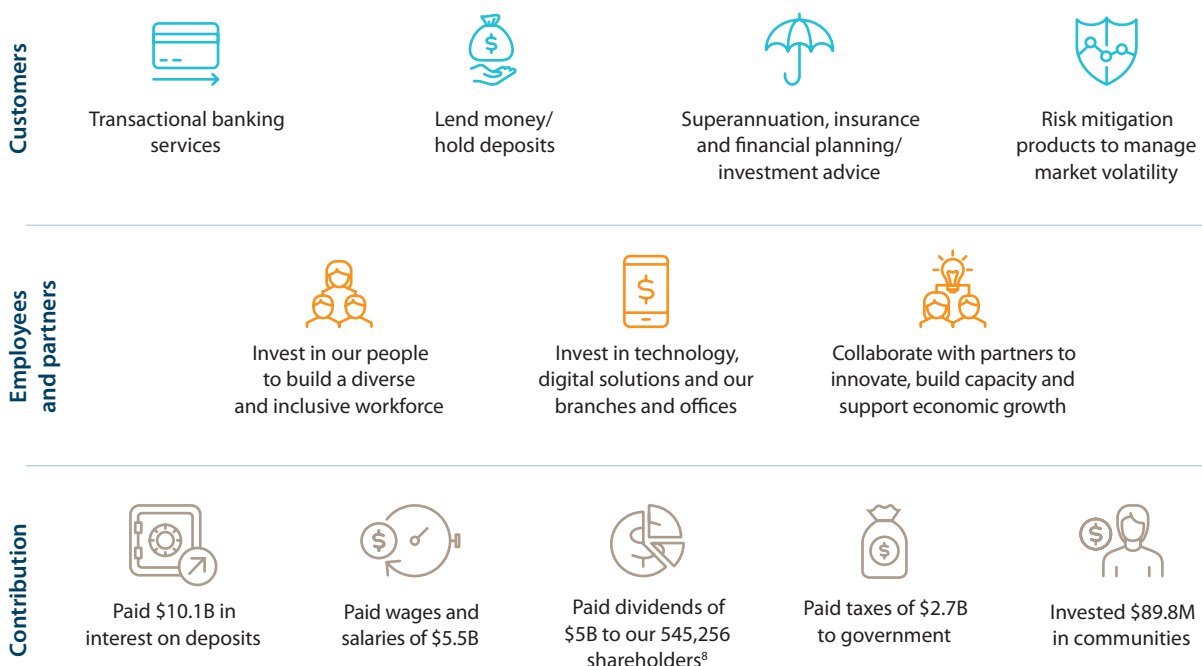 Customers
Transactional banking
services
Lend money/
hold deposits
Superannuation, insurance
and financial planning/
investment advice
Risk mitigation
products to manage
market volatility
Employees
and partners
Invest in our people
to build a diverse
and inclusive workforce
Invest in technology,
digital solutions and our
branches and offices
Collaborate with partners to
innovate, build capacity and
support economic growth
Contribution
Paid $10.1B in
interest on deposits
Paid wages and
salaries of $5.5B
Paid dividends of
$5B to our 545,256
shareholders⁸
Paid taxes of $2.7B
to government
Invested $89.8M
in communities